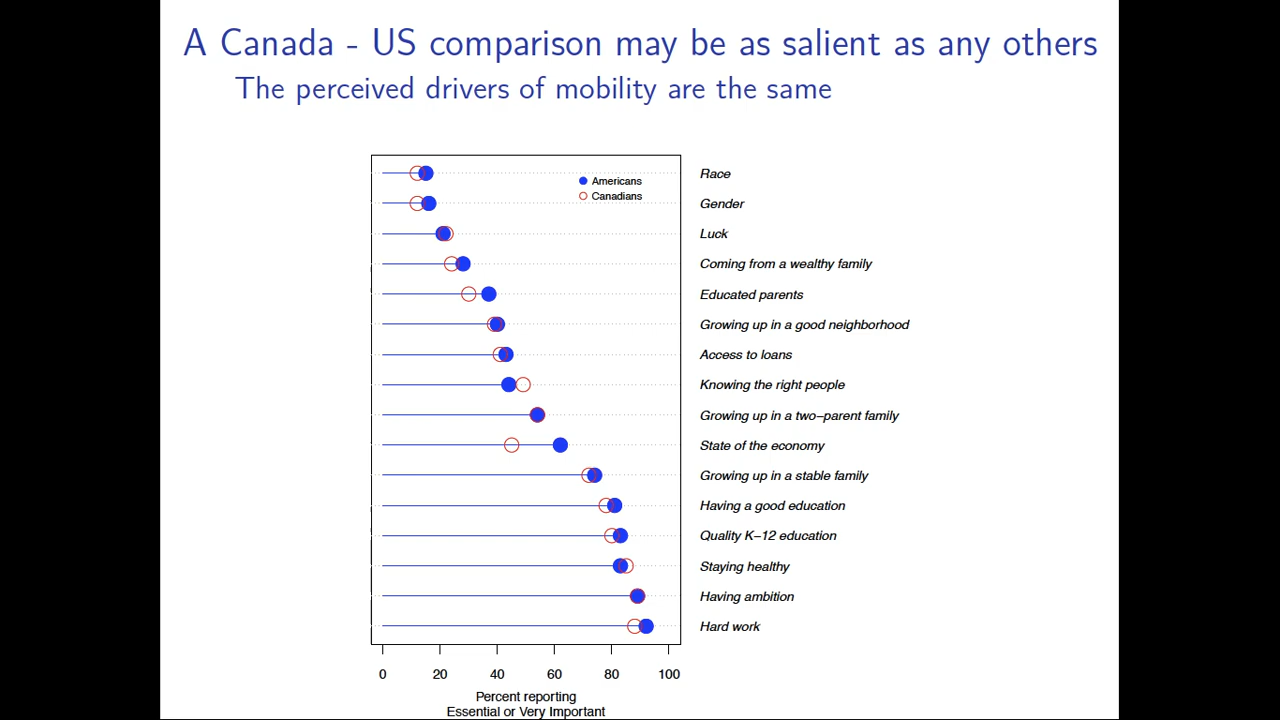 A Canada - US comparison may be as salient as any others
The perceived drivers of mobility are the same
Americans
Canadians
Race
Gender
Luck
Coming from a wealthy family
Educated parents
Growing up in a good neighborhood
Access to loans
Knowing the right people
Growing up in a two−parent family
State of the economy
Growing up in a stable family
Having a good education
Quality K−12 education
Staying healthy
Having ambition
Hard work
0 20 40 60 80 100
Percent reporting
Essential or Very Important